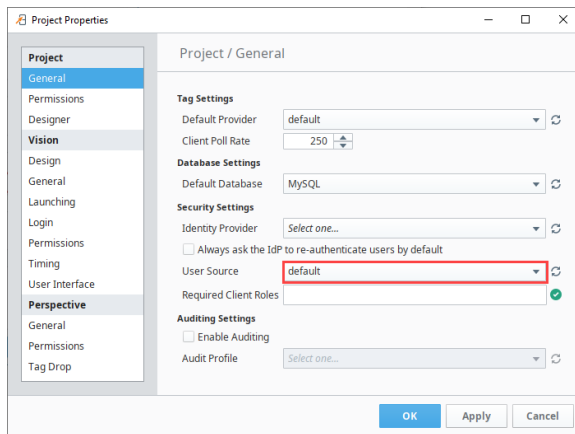 Project Properties
Project
General
Permissions
Designer
Vision
Design
General
Launching
Login
Permissions
Timing
User Interface
Perspective
General
Permissions
Tag Drop
Project / General
Tag Settings
Default Provider default
Client Poll Rate 250
Database Settings
Default Database MySQL
Security Settings
Identity Provider Select one...
Always ask the IdP to re-authenticate users by default
User Source default
Required Client Roles
Auditing Settings
Enable Auditing
Audit Profile Select one...
OK Apply Cancel